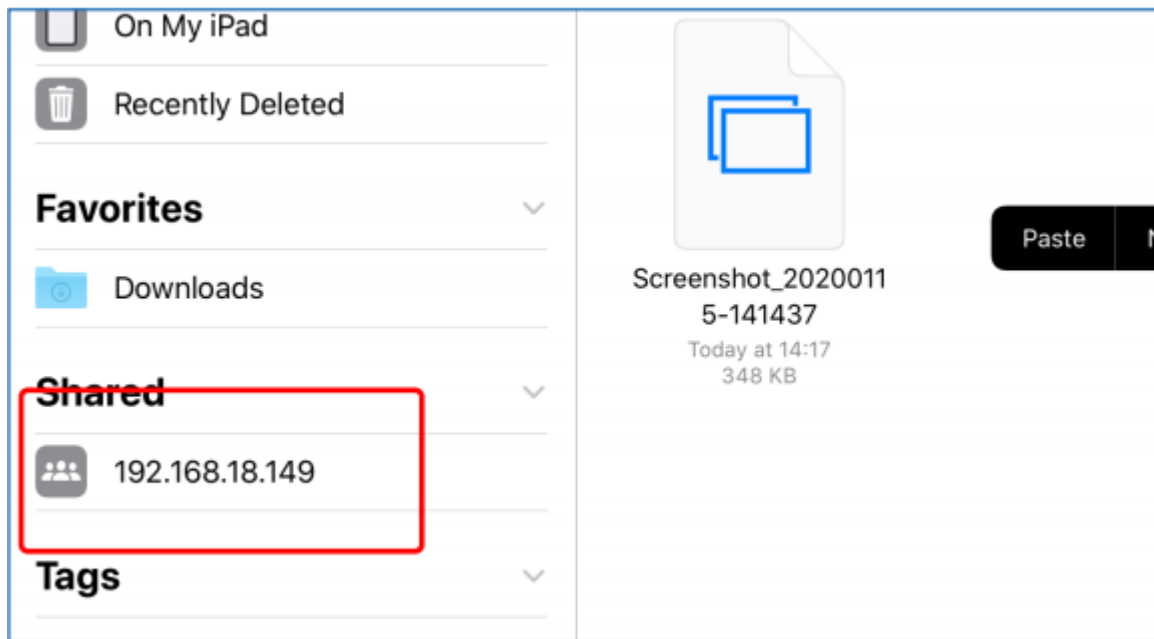 On My iPad
Recently Deleted
Favorites
Downloads
Shared
192.168.18.149
Tags
Screenshot_2020011
5-141437
Today at 14:17
348 KB
Paste